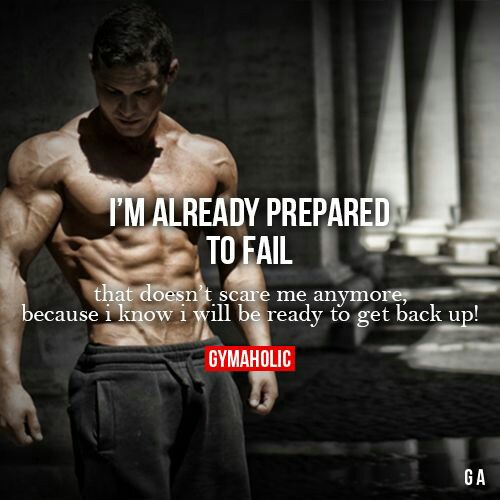 I'M ALREADY PREPARED
TO FAIL
that doesn't scare me anymore,
because i know i will be ready to get back up!
GYMAHOLIC
GA